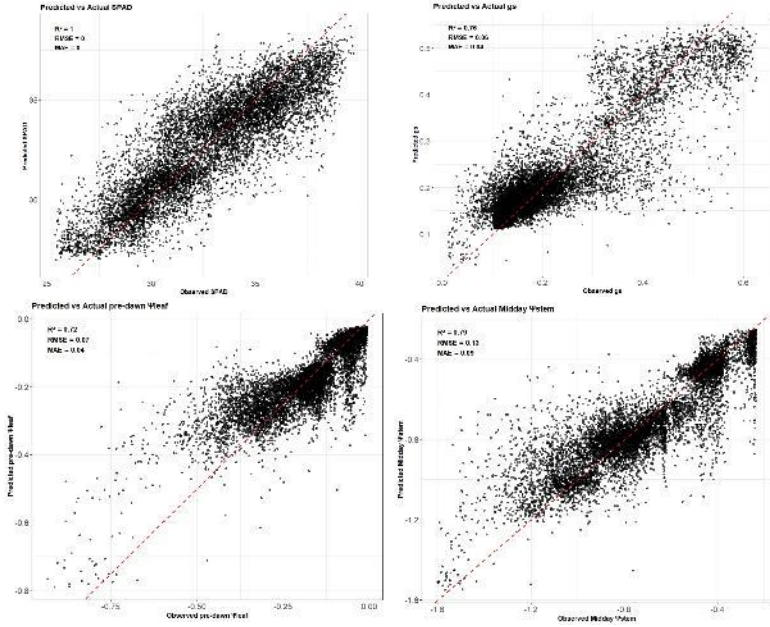 Predicted vs Actual SPAD
R² = 1
RMSE = 0
MAE = 0
Predicted SPAD
25
30
35
40
Observed SPAD
Predicted vs Actual gs
R² = 0.76
RMSE = 0.05
Predicted gs
0.3
0.2
0.1
0.0
0.2
0.4
0.6
Observed gs
Predicted vs Actual pre-dawn Ψleaf
R² = 0.72
RMSE = 0.07
MAE = 0.04
Predicted pre-dawn Ψleaf
0.0
-0.2
-0.4
-0.6
-0.8
-0.75
-0.50
-0.25
0.00
Observed pre-dawn Ψleaf
Predicted vs Actual Midday Ψstem
R² = 0.79
RMSE = 0.13
MAE = 0.09
Predicted Midday Ψstem
-0.4
-0.8
-1.2
-1.6
-1.6
-1.2
-0.8
-0.4
Observed Midday Ψstem